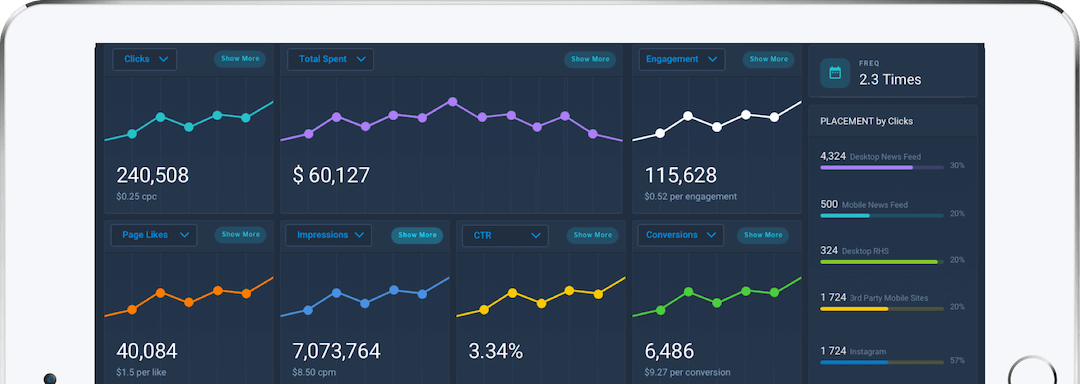 Clicks
Show More
240,508
$0.25 cpc
Total Spent
Show More
$ 60,127
Engagement
Show More
115,628
$0.52 per engagement
FREQ
2.3 Times
PLACEMENT by Clicks
4,324 Desktop News Feed
30%
500 Mobile News Feed
20%
324 Desktop RHS
20%
1 724 3rd Party Mobile Sites
20%
1 724 Instagram
57%
Page Likes
Show More
40,084
$1.5 per like
Impressions
Show More
7,073,764
$8.50 cpm
CTR
Show More
3.34%
Conversions
Show More
6,486
$9.27 per conversion